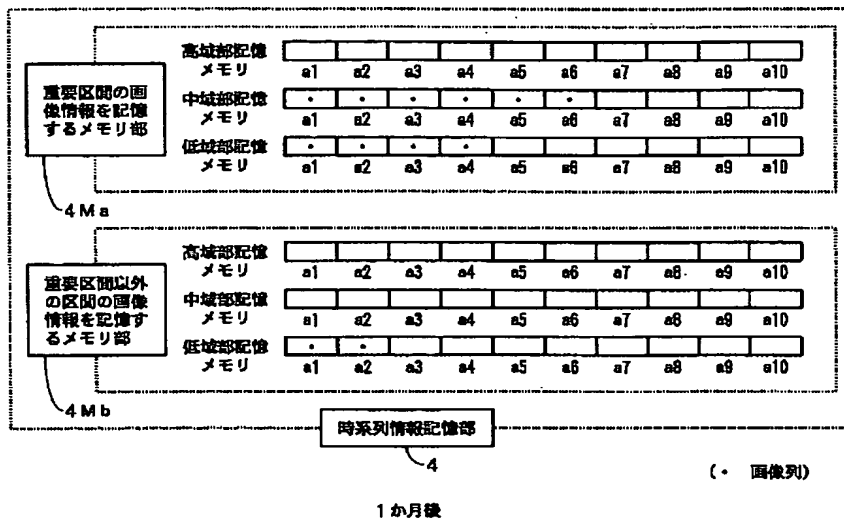 高域部記憶
メモリ
a1 a2 a3 a4 a5 a6 a7 a8 a9 a10
重要区間の画
像情報を記憶
するメモリ部
中域部記憶
メモリ
a1 a2 a3 a4 a5 a6 a7 a8 a9 a10
低域部記憶
メモリ
a1 a2 a3 a4 a5 a6 a7 a8 a9 a10
4Ma
高域部記憶
メモリ
a1 a2 a3 a4 a5 a6 a7 a8 a9 a10
重要区間以外
の区間の画像
情報を記憶す
るメモリ部
中域部記憶
メモリ
a1 a2 a3 a4 a5 a6 a7 a8 a9 a10
低域部記憶
メモリ
a1 a2 a3 a4 a5 a6 a7 a8 a9 a10
4Mb
時系列情報記憶部
4
(・ 画像列)
1か月後